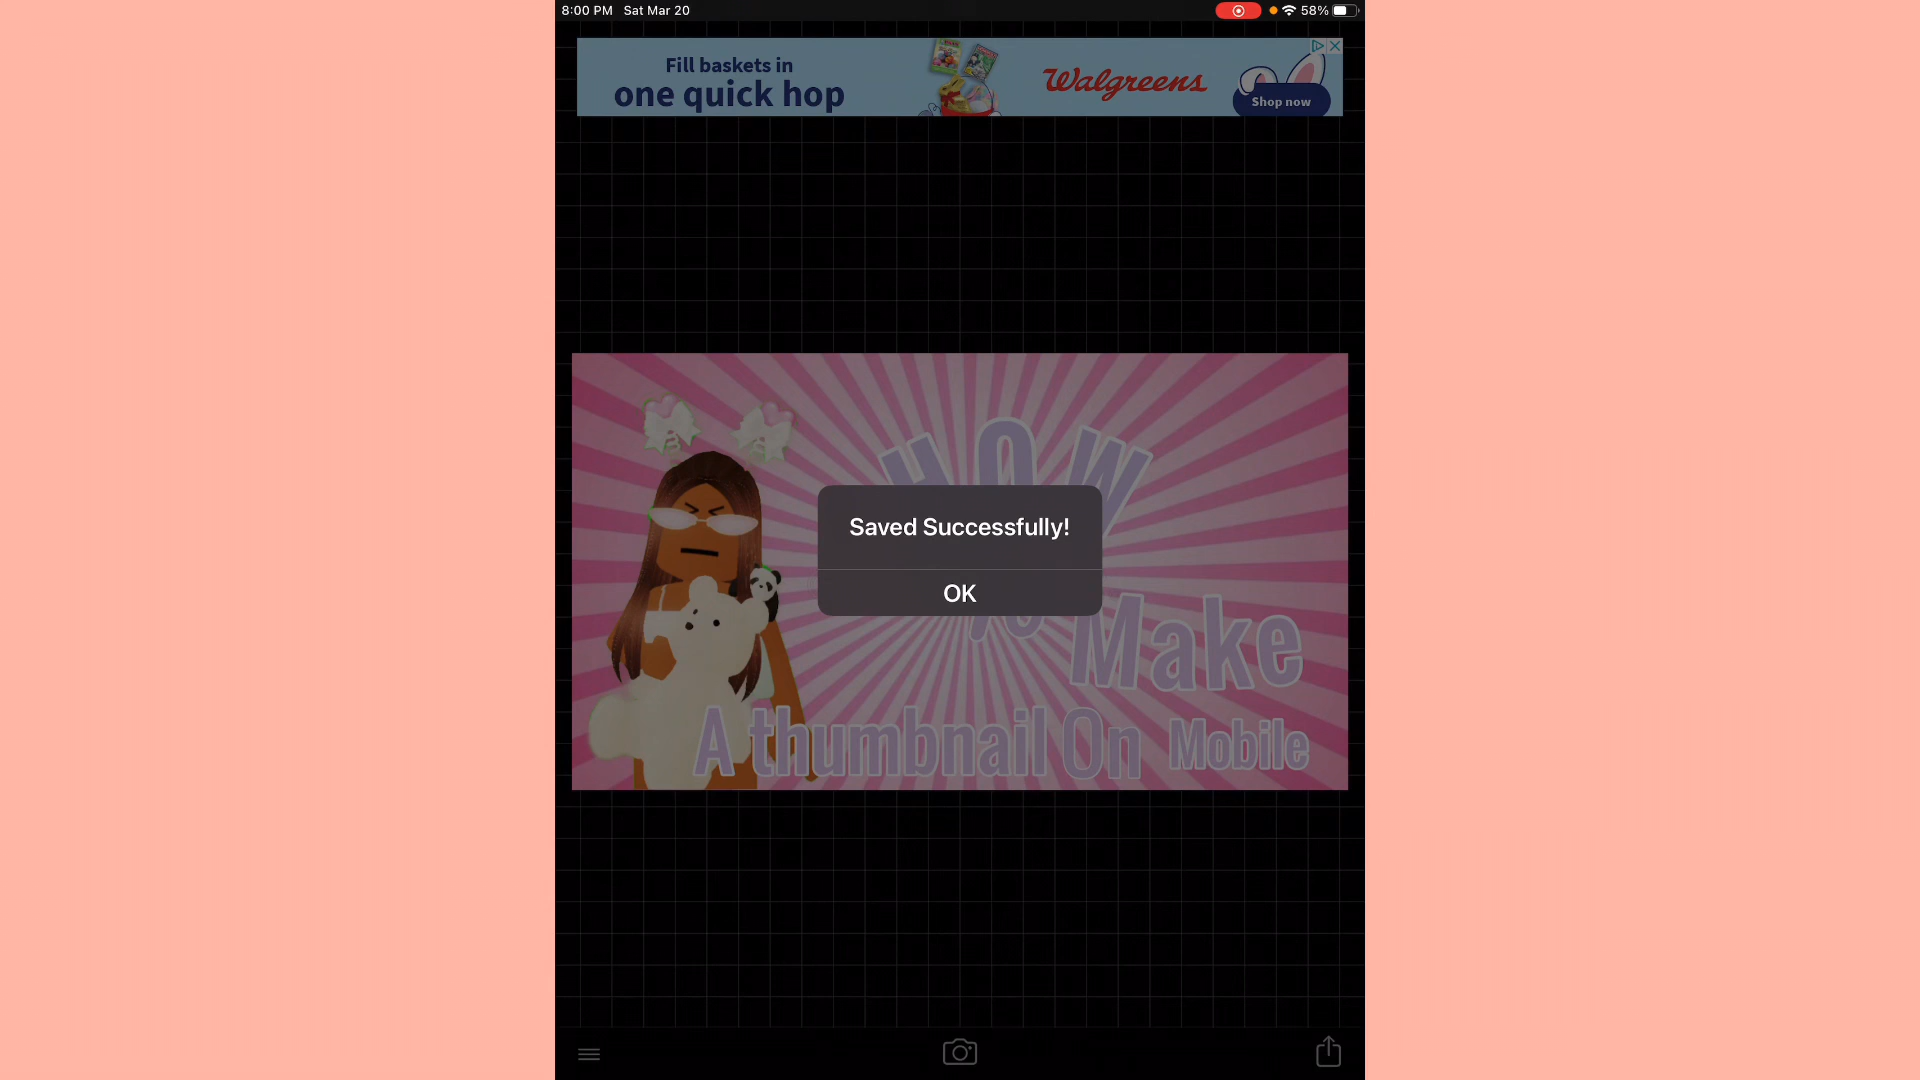 8:00 PM Sat Mar 20
58%
Fill baskets in
one quick hop
Walgreens
Shop now
HOW
Saved Successfully!
OK
Make
A thumbnail On Mobile